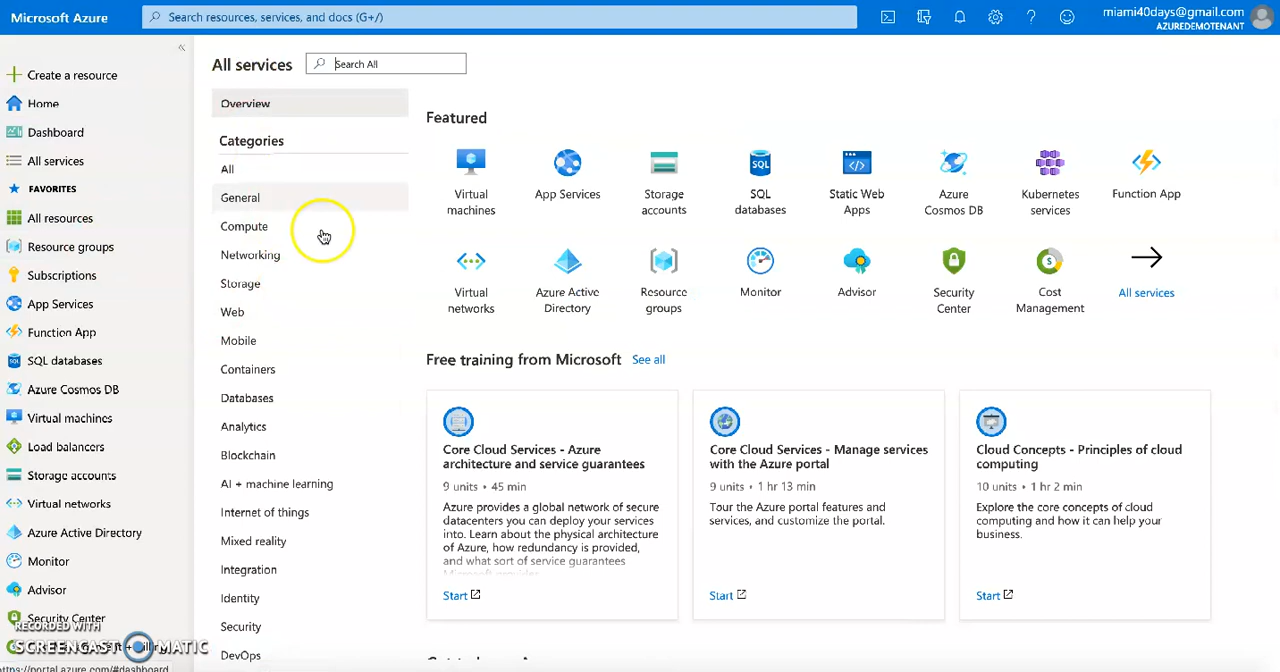 Microsoft Azure
Search resources, services, and docs (G+/)
miami40days@gmail.com
AZUREDEMOTENANT
Create a resource
Home
Dashboard
All services
FAVORITES
All resources
Resource groups
Subscriptions
App Services
Function App
SQL databases
Azure Cosmos DB
Virtual machines
Load balancers
Storage accounts
Virtual networks
Azure Active Directory
Monitor
Advisor
Security Center
RECORDED WITH
SCREENCAST MATIC
https://portal.azure.com/#dashboard
All services
Search All
Overview
Categories
All
General
Compute
Networking
Storage
Web
Mobile
Containers
Databases
Analytics
Blockchain
AI + machine learning
Internet of things
Mixed reality
Integration
Identity
Security
DevOps
Featured
Virtual
machines
App Services
Storage
accounts
SQL
SQL
databases
Static Web
Apps
Azure
Cosmos DB
Kubernetes
services
Function App
Virtual
networks
Azure Active
Directory
Resource
groups
Monitor
Advisor
Security
Center
Cost
Management
All services
Free training from Microsoft See all
Core Cloud Services - Azure
architecture and service guarantees
9 units • 45 min
Azure provides a global network of secure
datacenters you can deploy your services
into. Learn about the physical architecture
of Azure, how redundancy is provided,
and what sort of service guarantees
Microsoft provides
Start
Core Cloud Services - Manage services
with the Azure portal
9 units • 1 hr 13 min
Tour the Azure portal features and
services, and customize the portal.
Start
Cloud Concepts - Principles of cloud
computing
10 units • 1 hr 2 min
Explore the core concepts of cloud
computing and how it can help your
business.
Start